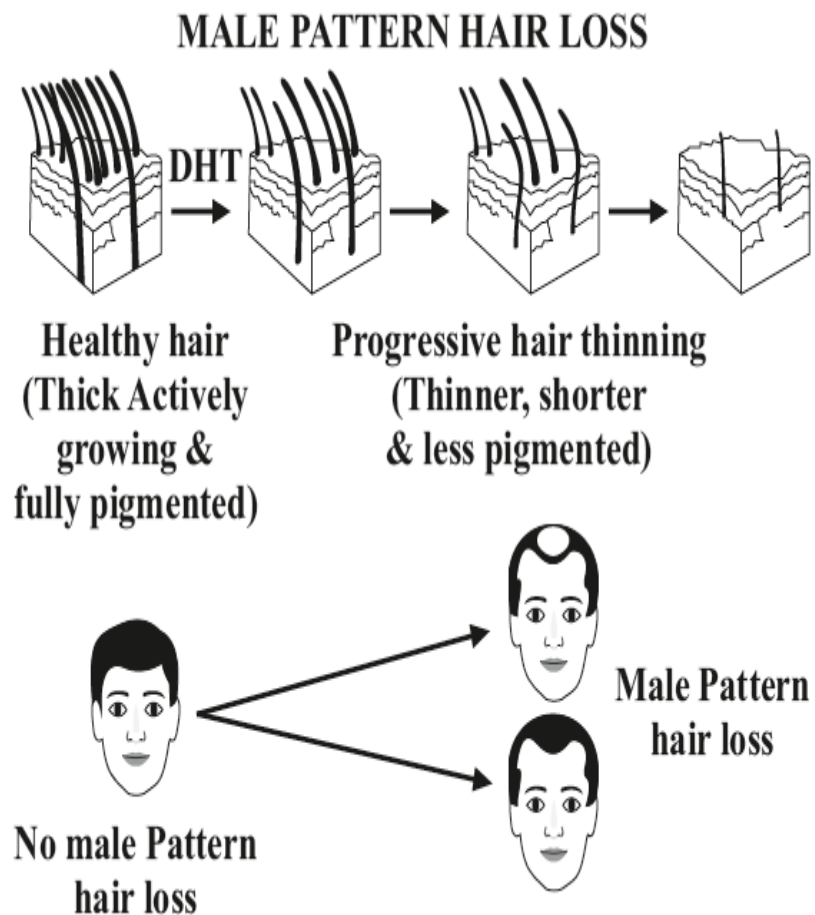 MALE PATTERN HAIR LOSS
DHT
Healthy hair
(Thick Actively
growing &
fully pigmented)
Progressive hair thinning
(Thinner, shorter
& less pigmented)
Male Pattern
hair loss
No male Pattern
hair loss